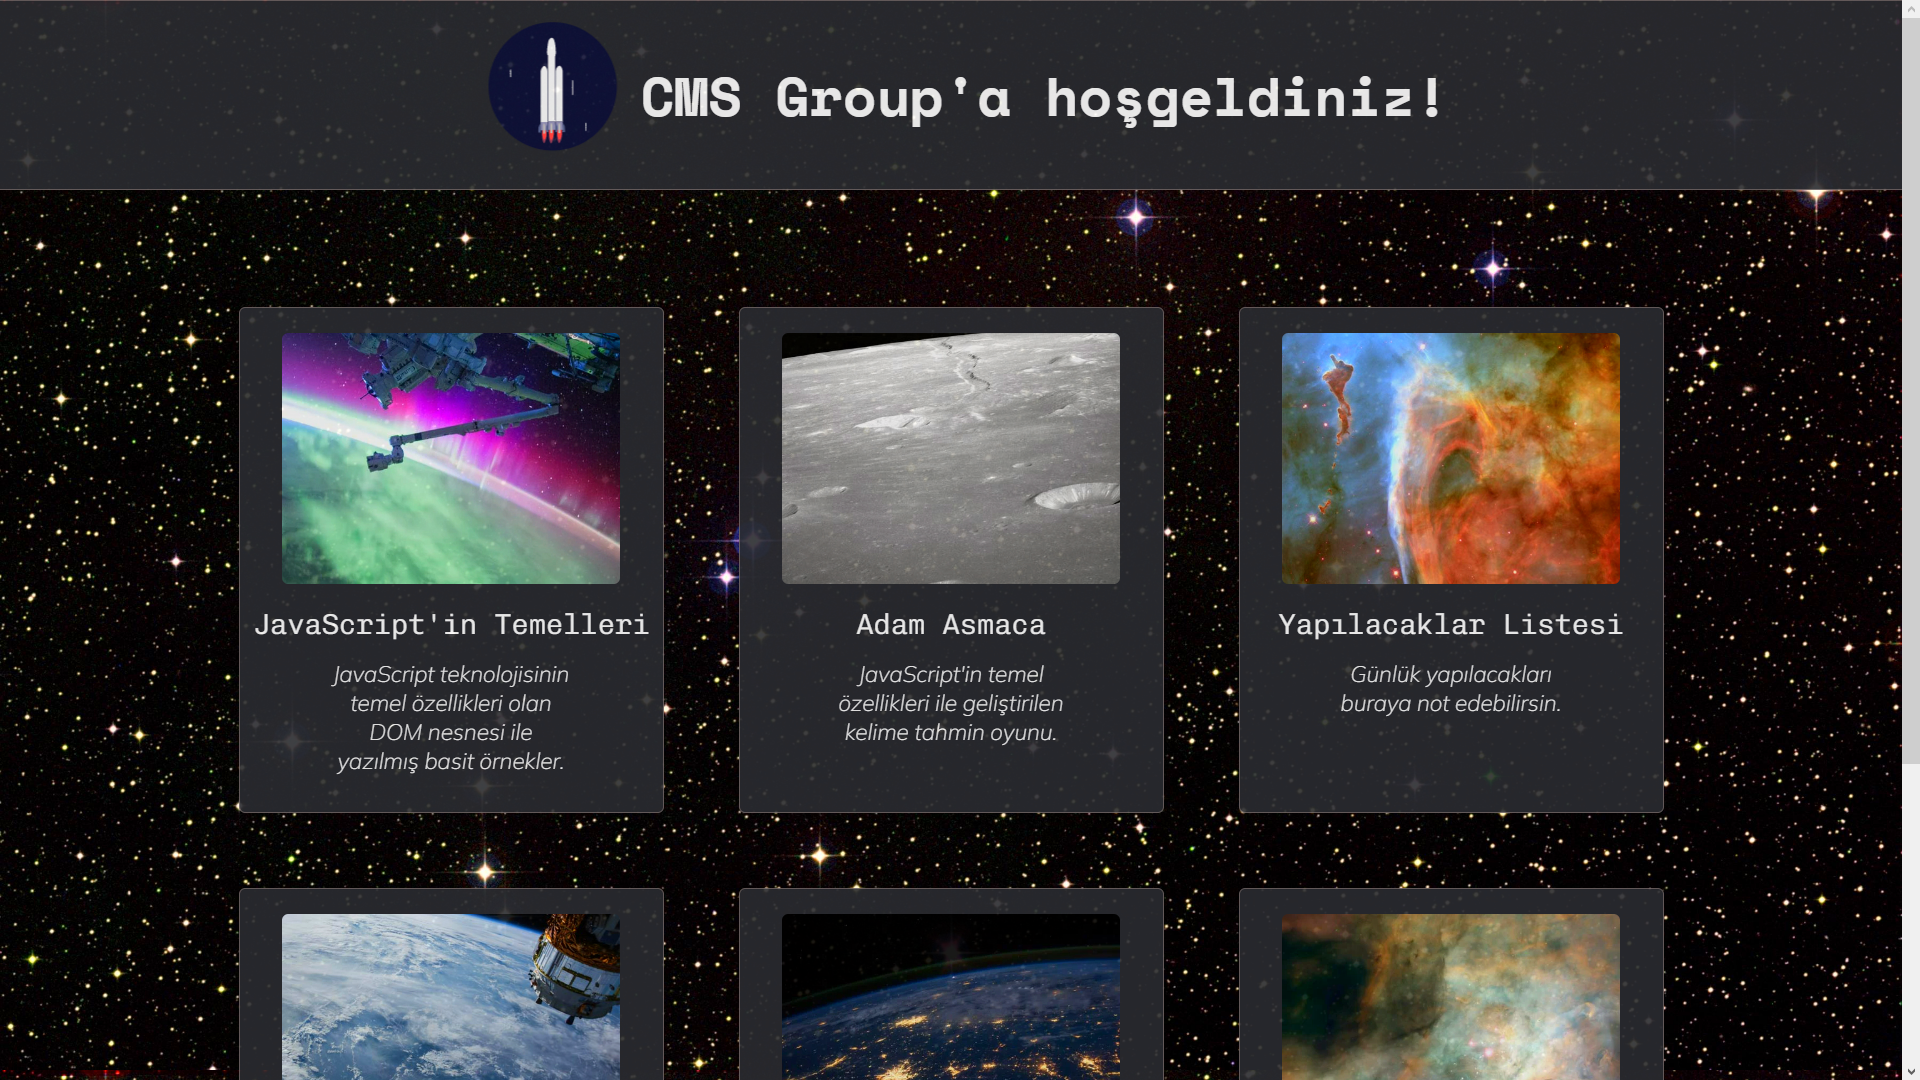 CMS Group'a hoşgeldiniz!
JavaScript'in Temelleri
JavaScript teknolojisinin
temel özellikleri olan
DOM nesnesi ile
yazılmış basit örnekler.
Adam Asmaca
JavaScript'in temel
özellikleri ile geliştirilen
kelime tahmin oyunu.
Yapılacaklar Listesi
Günlük yapılacakları
buraya not edebilirsin.